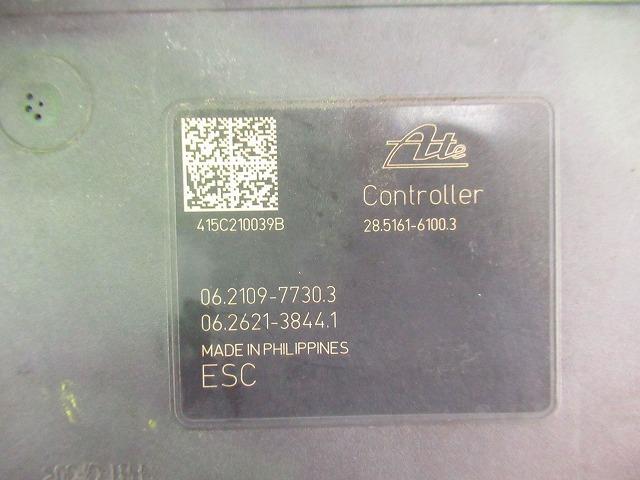 Ate
Controller
415C210039B
28.5161-6100.3
06.2109-7730.3
06.2621-3844.1
MADE IN PHILIPPINES
ESC